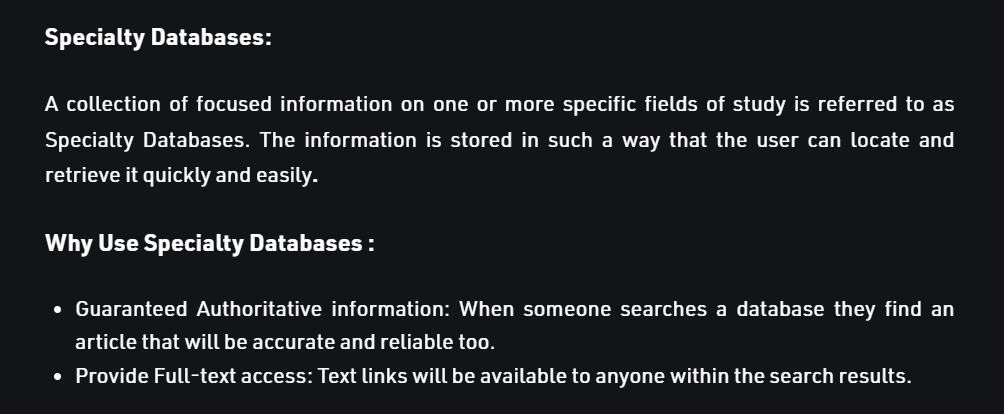 Specialty Databases:
A collection of focused information on one or more specific fields of study is referred to as
Specialty Databases. The information is stored in such a way that the user can locate and
retrieve it quickly and easily.
Why Use Specialty Databases :
• Guaranteed Authoritative information: When someone searches a database they find an
article that will be accurate and reliable too.
• Provide Full-text access: Text links will be available to anyone within the search results.